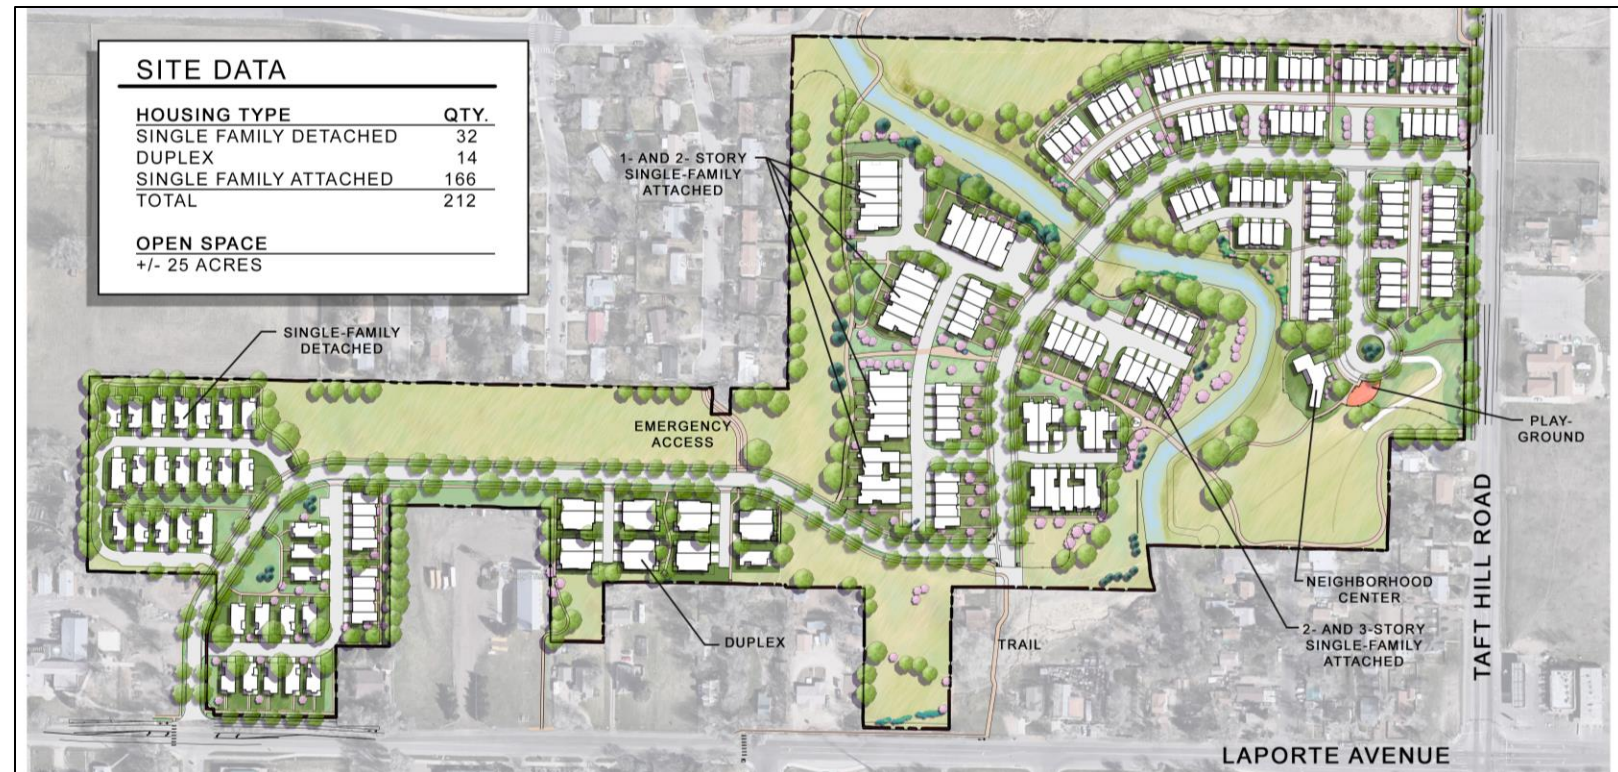 SITE DATA
HOUSING TYPE QTY.
SINGLE FAMILY DETACHED 32
DUPLEX 14
SINGLE FAMILY ATTACHED 166
TOTAL 212
OPEN SPACE
+/- 25 ACRES
1- AND 2- STORY
SINGLE-FAMILY
ATTACHED
SINGLE-FAMILY
DETACHED
EMERGENCY
ACCESS
PLAY-
GROUND
NEIGHBORHOOD
CENTER
2- AND 3-STORY
SINGLE-FAMILY
ATTACHED
DUPLEX
TRAIL
TAFT HILL ROAD
LAPORTE AVENUE